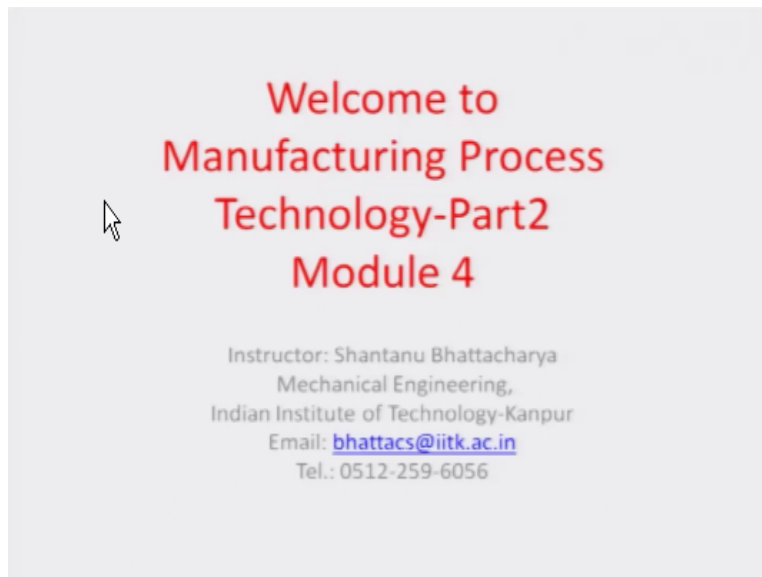 Welcome to
Manufacturing Process
Technology-Part2
Module 4
Instructor: Shantanu Bhattacharya
Mechanical Engineering,
Indian Institute of Technology-Kanpur
Email: bhattacs@iitk.ac.in
Tel.: 0512-259-6056